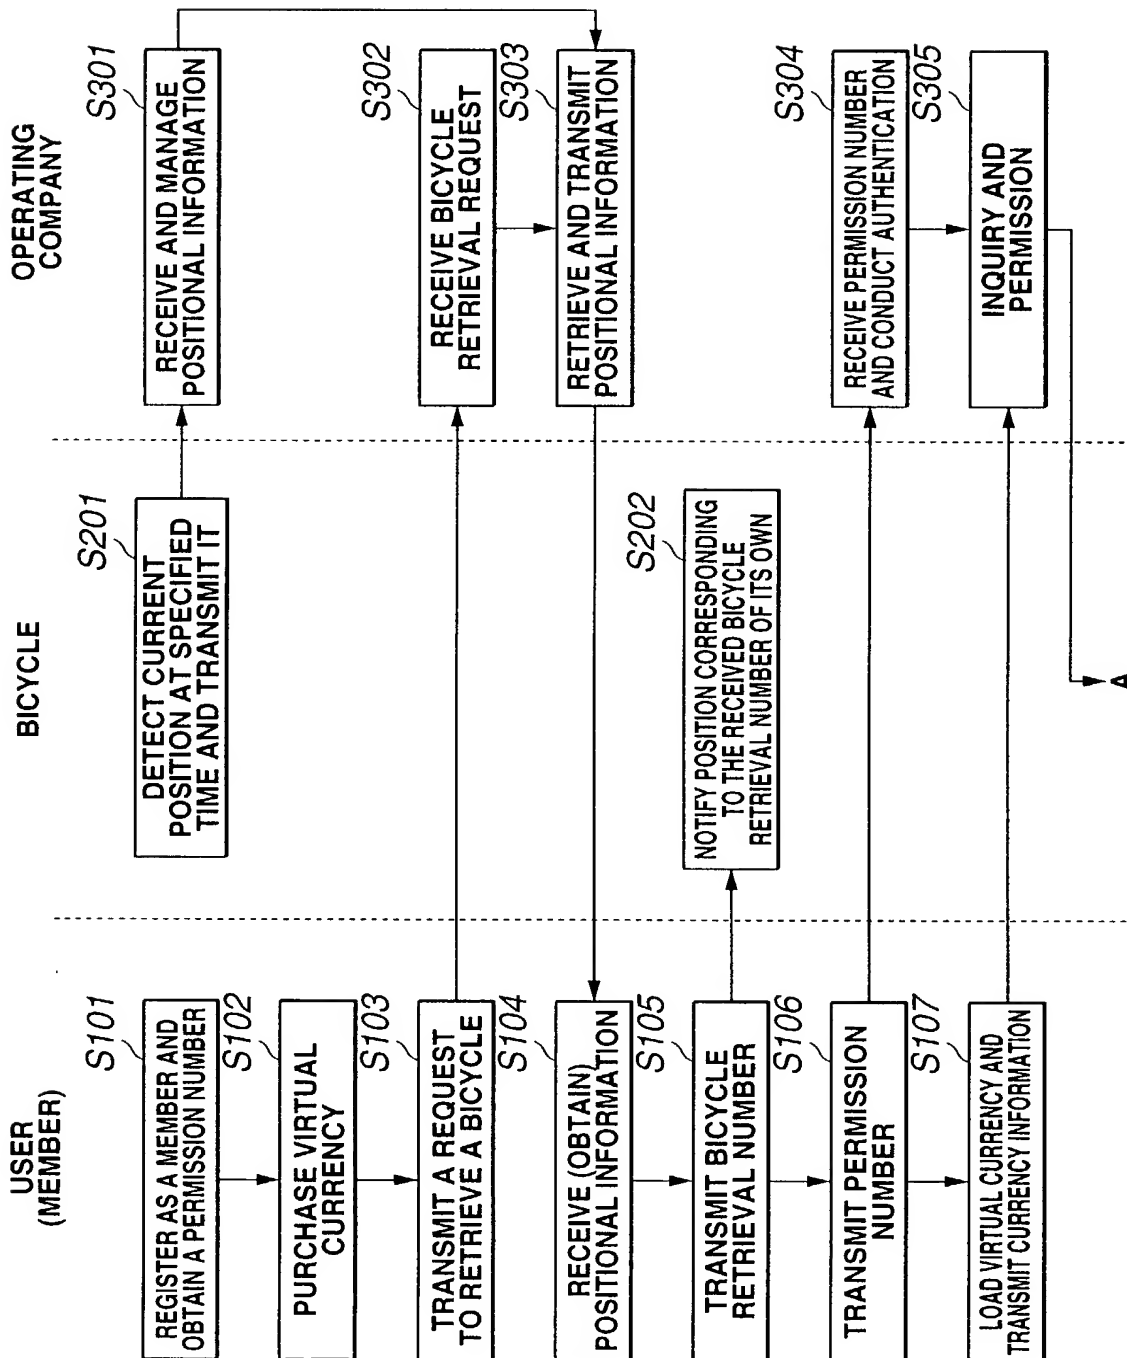 USER
(MEMBER)
BICYCLE
OPERATING
COMPANY
S101
REGISTER AS A MEMBER AND
OBTAIN A PERMISSION NUMBER
S102
PURCHASE VIRTUAL
CURRENCY
S103
TRANSMIT A REQUEST
TO RETRIEVE A BICYCLE
S104
RECEIVE (OBTAIN)
POSITIONAL INFORMATION
S105
TRANSMIT BICYCLE
RETRIEVAL NUMBER
S106
TRANSMIT PERMISSION
NUMBER
S107
LOAD VIRTUAL CURRENCY AND
TRANSMIT CURRENCY INFORMATION
S201
DETECT CURRENT
POSITION AT SPECIFIED
TIME AND TRANSMIT IT
S202
NOTIFY POSITION CORRESPONDING
TO THE RECEIVED BICYCLE
RETRIEVAL NUMBER OF ITS OWN
S301
RECEIVE AND MANAGE
POSITIONAL INFORMATION
S302
RECEIVE BICYCLE
RETRIEVAL REQUEST
S303
RETRIEVE AND TRANSMIT
POSITIONAL INFORMATION
S304
RECEIVE PERMISSION NUMBER
AND CONDUCT AUTHENTICATION
S305
INQUIRY AND
PERMISSION
A